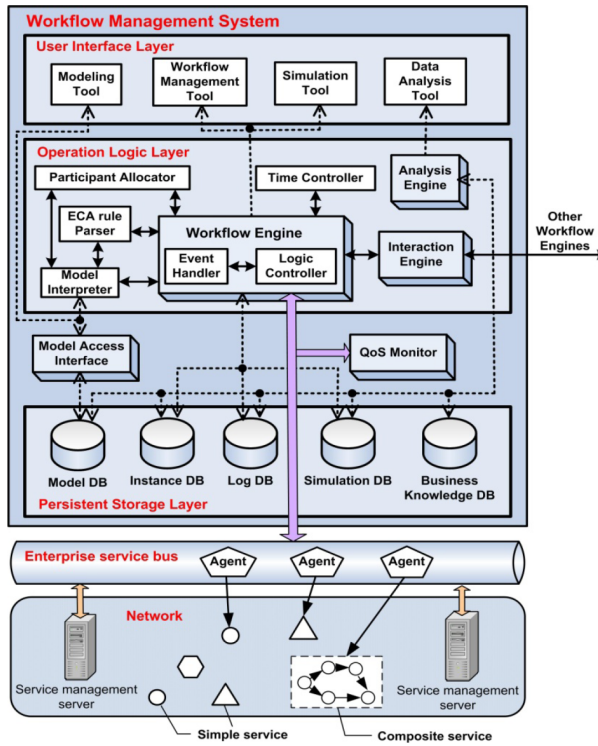 Workflow Management System
User Interface Layer
Modeling
Tool
Workflow
Management
Tool
Simulation
Tool
Data
Analysis
Tool
Operation Logic Layer
Participant Allocator
Time Controller
Analysis
Engine
ECA rule
Parser
Workflow Engine
Event
Handler
Logic
Controller
Interaction
Engine
Other
Workflow
Engines
Model
Interpreter
Model Access
Interface
QoS Monitor
Model DB
Instance DB
Log DB
Simulation DB
Business
Knowledge DB
Persistent Storage Layer
Enterprise service bus
Agent
Agent
Agent
Network
Service management
server
Service management
server
Simple service
Composite service